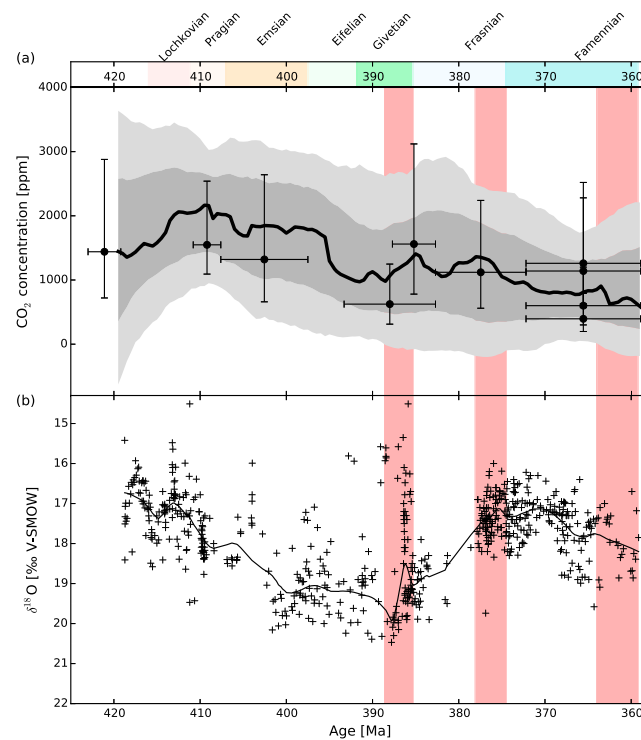 Lochkovian Pragian Emsian Eifelian Givetian Frasnian Famennian
(a)
420 410 400 390 380 370 360
4000
3000
2000
1000
0
CO2 concentration [ppm]
(b)
15
16
17
18
19
20
21
22
δ18O [‰ V-SMOW]
420 410 400 390 380 370 360
Age [Ma]